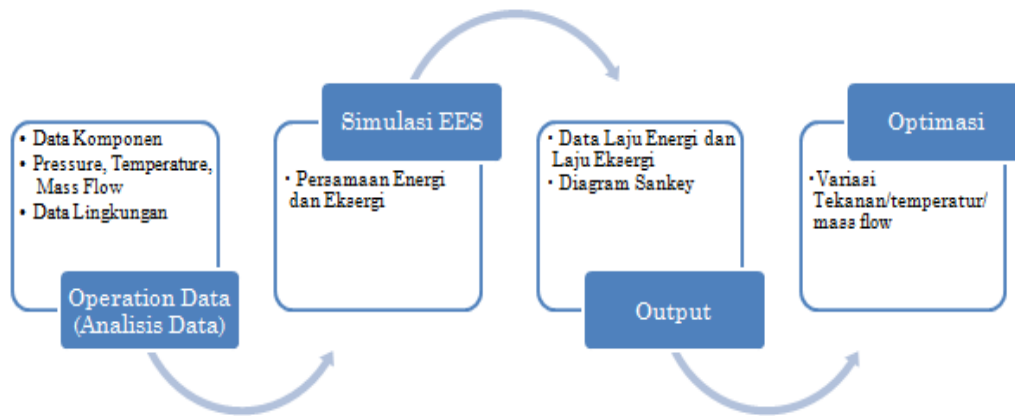 • Data Komponen
• Pressure, Temperature,
Mass Flow
• Data Lingkungan
Operation Data
(Analisis Data)
Simulasi EES
• Persamaan Energi
dan Eksergi
• Data Laju Energi dan
Laju Eksergi
• Diagram Sankey
Output
Optimasi
• Variasi
Tekanan/temperatur/
mass flow